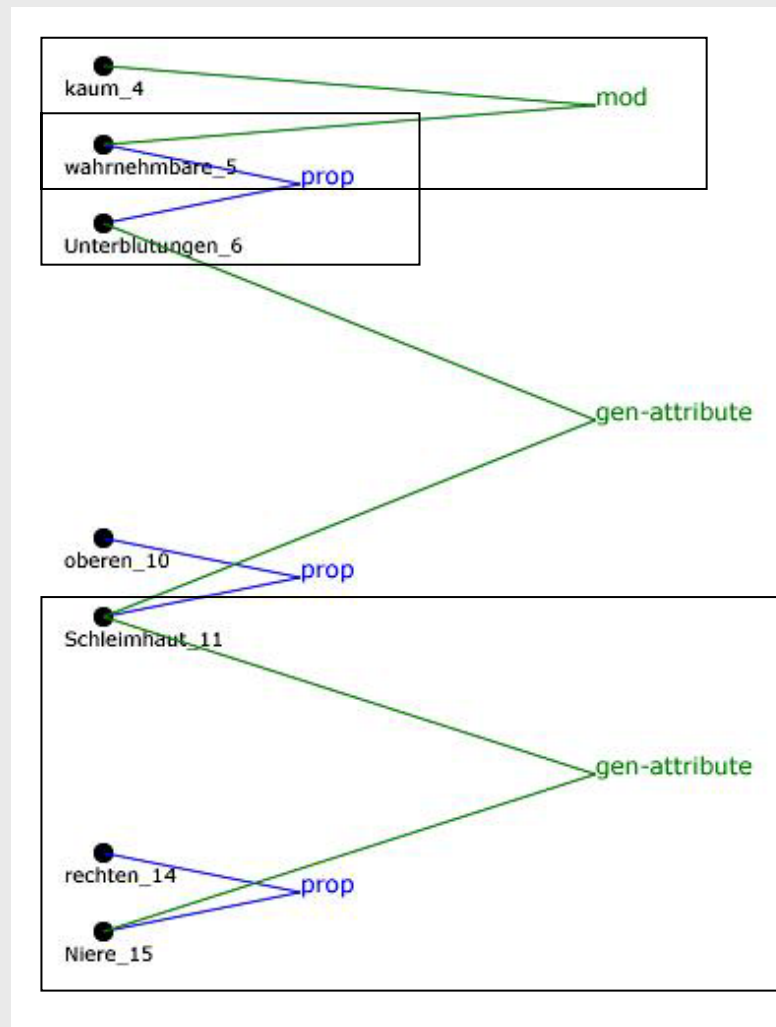 kaum_4
mod
wahrnehmbare_5
prop
Unterblutungen_6
gen-attribute
oberen_10
prop
Schleimhaut_11
gen-attribute
rechten_14
prop
Niere_15